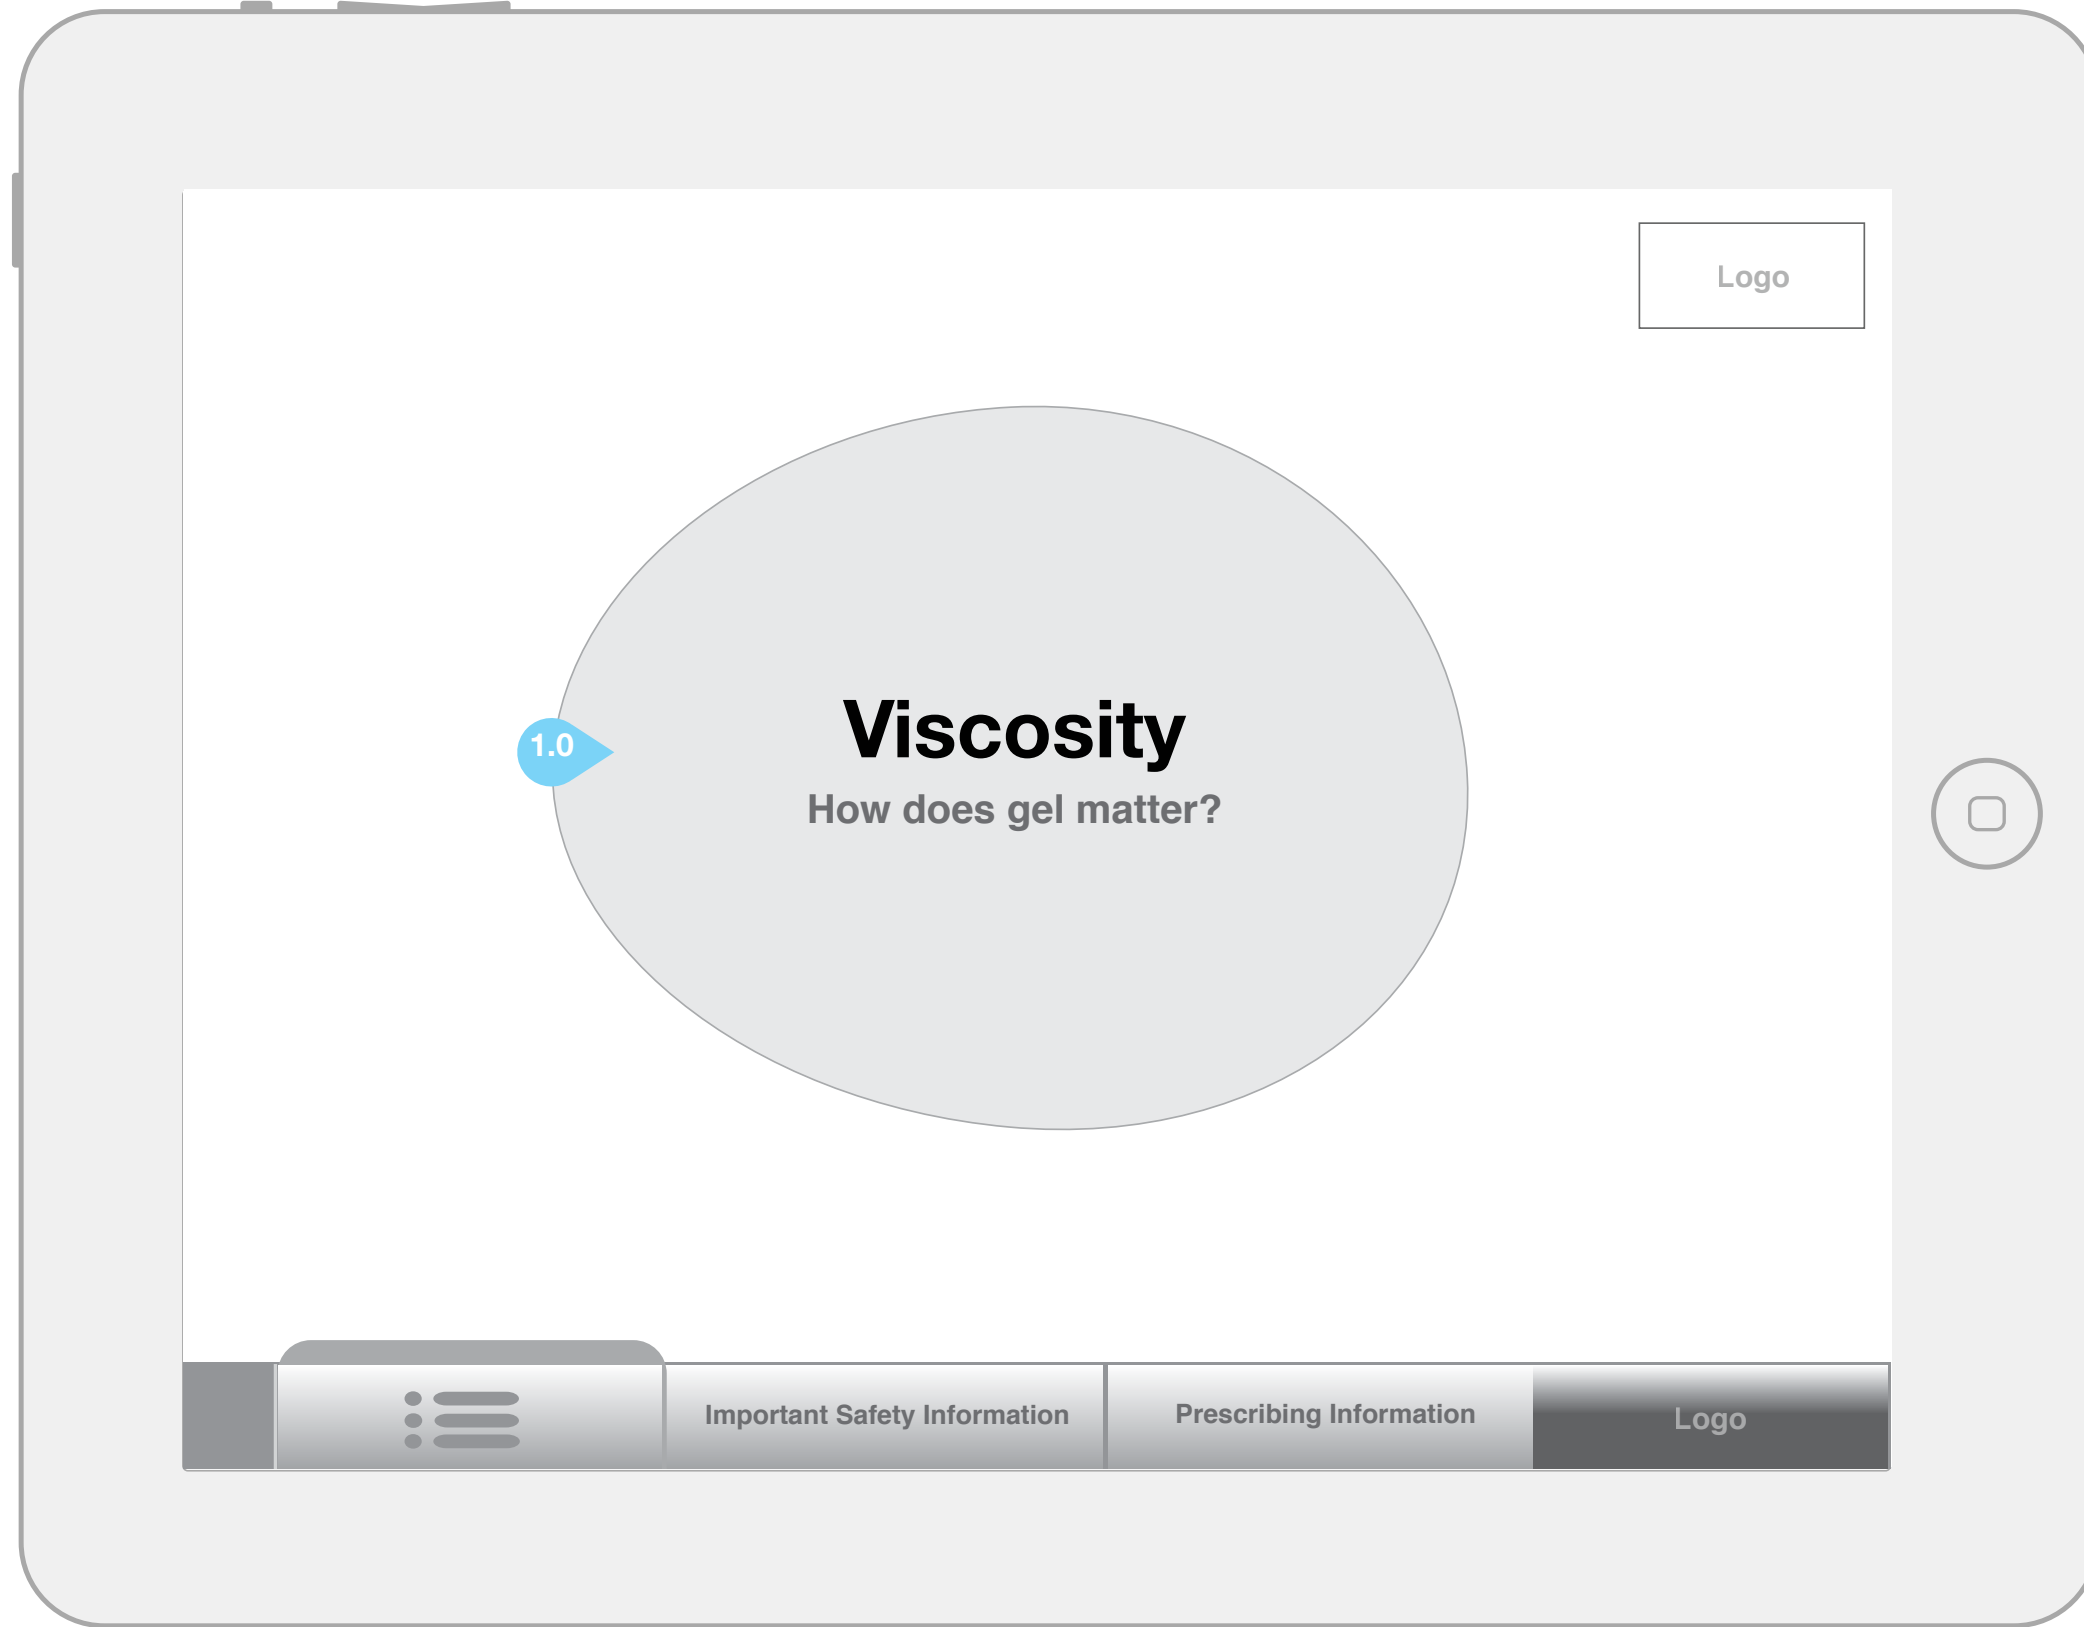 Logo
Viscosity
1.0
How does gel matter?
Important Safety Information
Prescribing Information
Logo